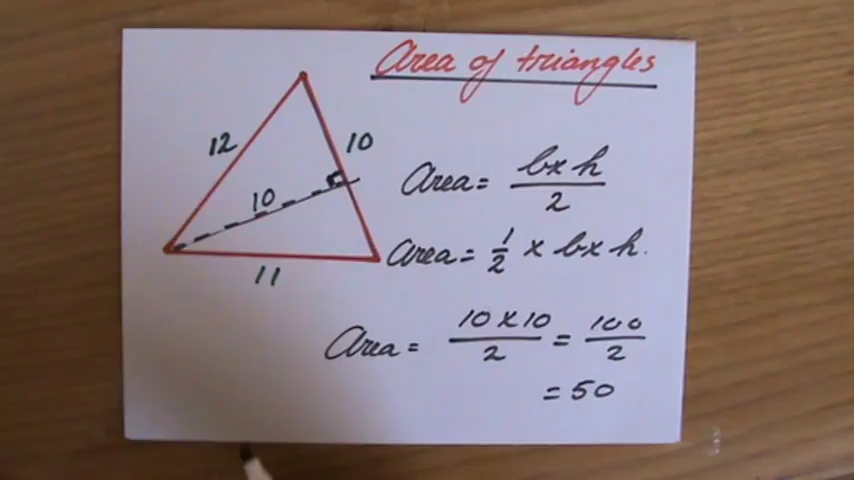 Area of triangles
12
10
10
11
Area = b x h / 2
Area = 1/2 x b x h.
Area = 10 x 10 / 2 = 100 / 2
= 50